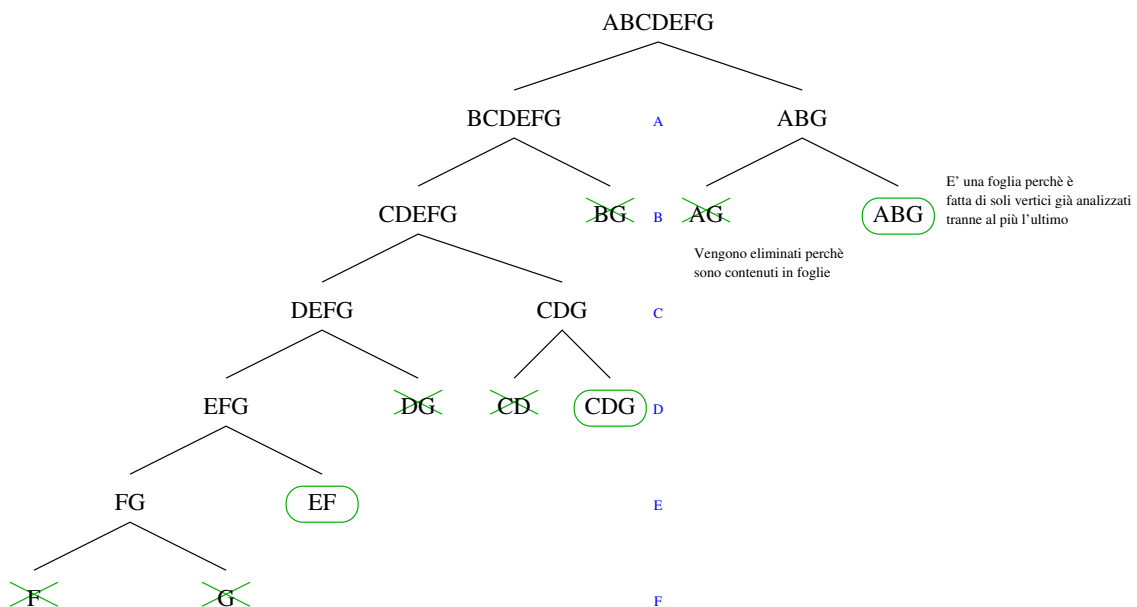 ABCDEFG
BCDEFG A ABG
CDEFG BG B AG ABG
E' una foglia perchè è
fatta di soli vertici già analizzati
tranne al più l'ultimo
Vengono eliminati perchè
sono contenuti in foglie
DEFG CDG C
EFG DG CD CDG D
FG EF E
F G F